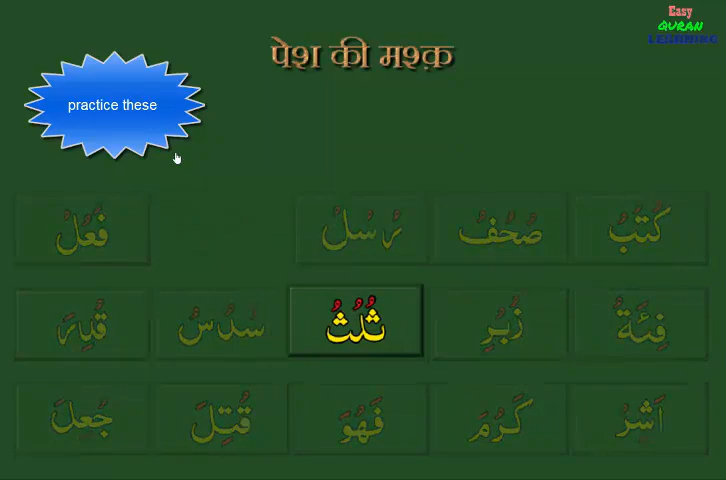 Easy
QURAN
LEARNING
पेश की मश्क़
practice these
كُتُبُ صُحُفُ رُسُلُ فُعُلُ
فِئَةُ زُبُرِ ثُلُثُ سُدُسُ قُدِرَ
اَشِرُ كَرُمَ فَهُوَ قُتِلَ جُعِلَ